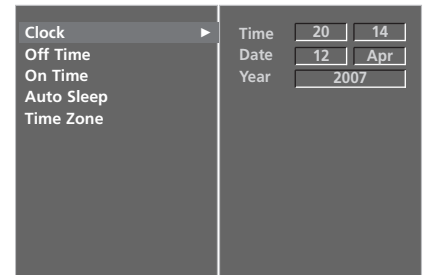 Clock ►
Off Time
On Time
Auto Sleep
Time Zone
Time 20 14
Date 12 Apr
Year 2007